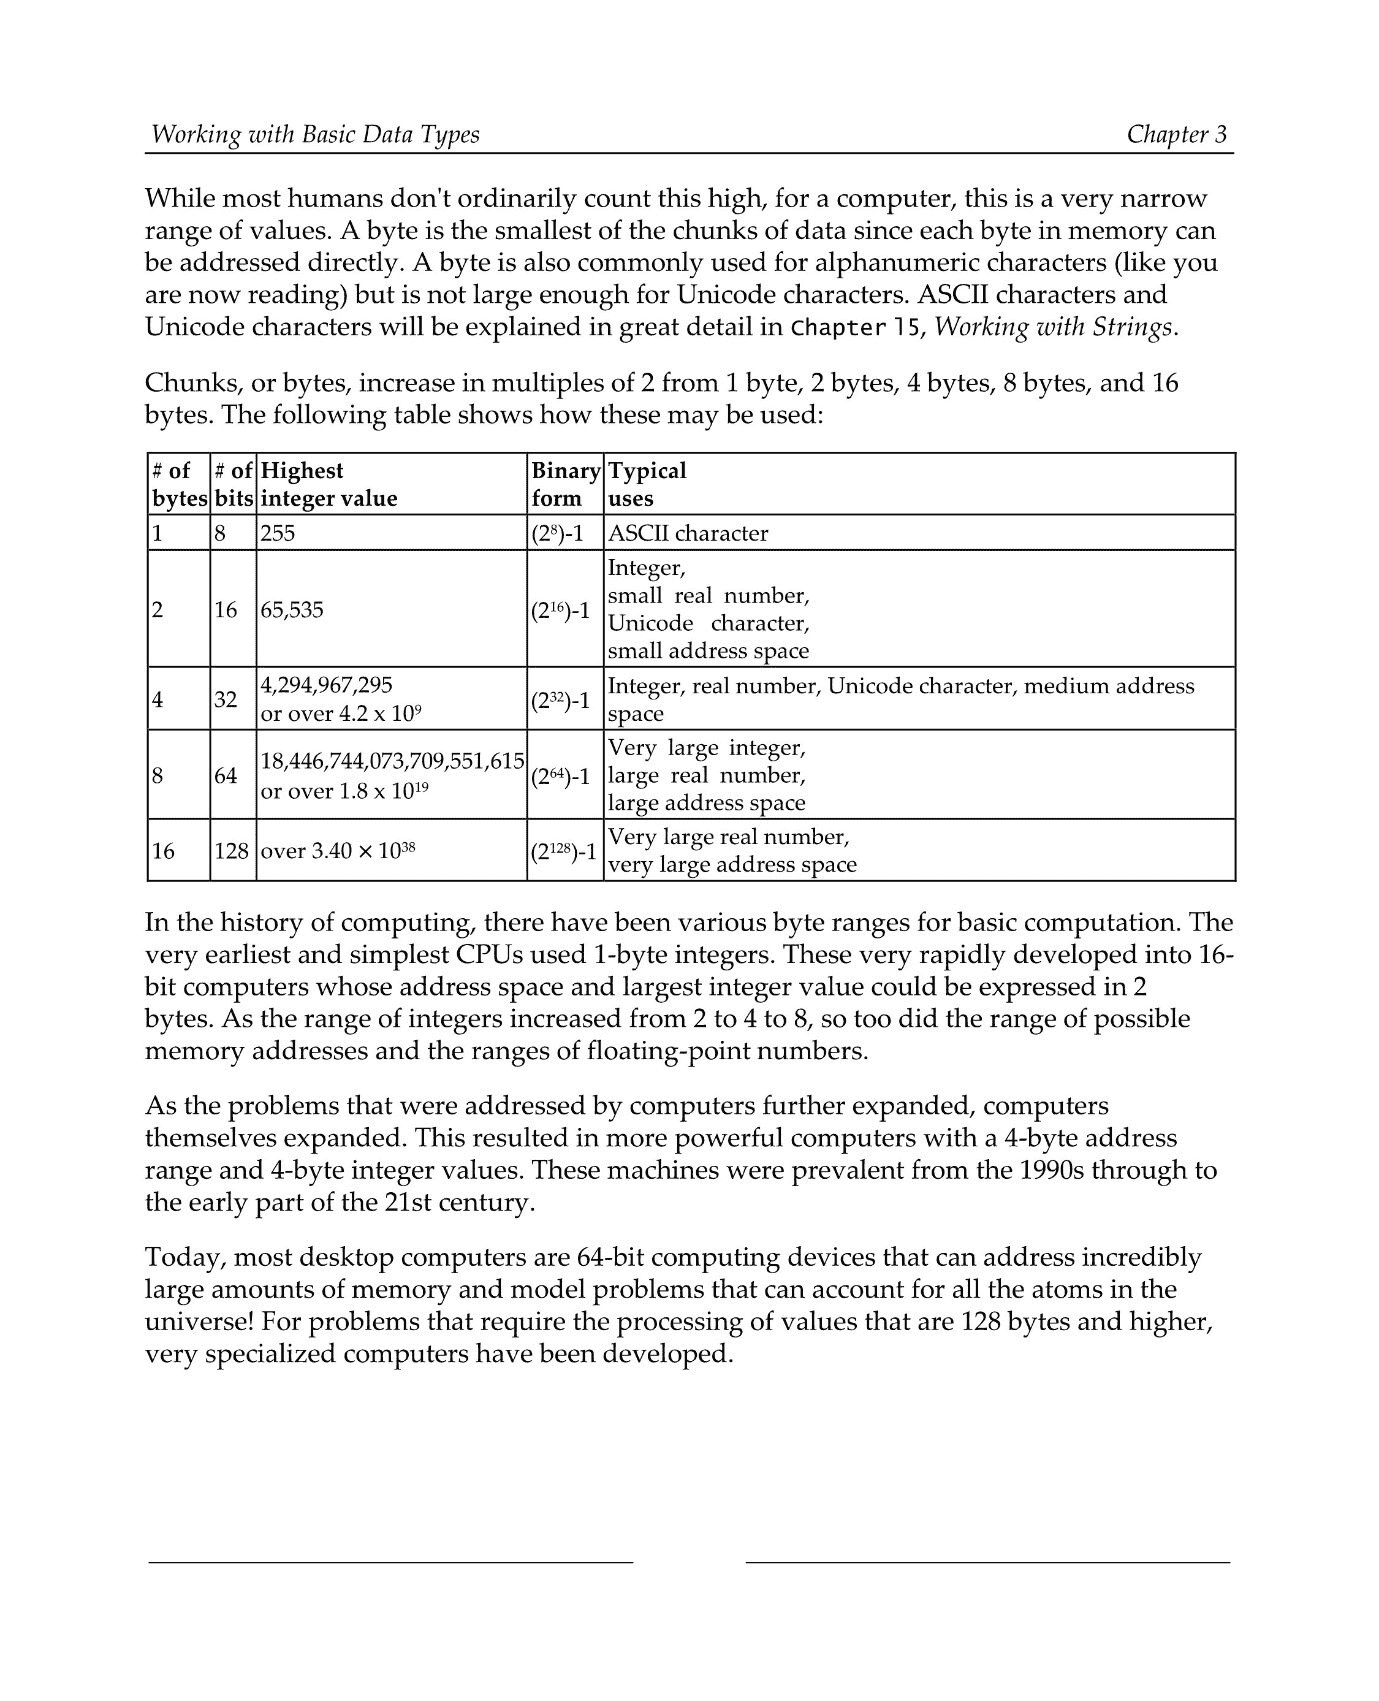 Working with Basic Data Types Chapter 3
While most humans don't ordinarily count this high, for a computer, this is a very narrow
range of values. A byte is the smallest of the chunks of data since each byte in memory can
be addressed directly. A byte is also commonly used for alphanumeric characters (like you
are now reading) but is not large enough for Unicode characters. ASCII characters and
Unicode characters will be explained in great detail in Chapter 15, Working with Strings.
Chunks, or bytes, increase in multiples of 2 from 1 byte, 2 bytes, 4 bytes, 8 bytes, and 16
bytes. The following table shows how these may be used:
# of # of Highest Binary Typical
bytes bits integer value form uses
1 8 255 (2⁸)-1 ASCII character
Integer,
small real number,
2 16 65,535 (2¹⁶)-1
Unicode character,
small address space
4,294,967,295
4 32 (2³²)-1 Integer, real number, Unicode character, medium address
or over 4.2 x 10⁹ space
Very large integer,
18,446,744,073,709,551,615
8 64 (2⁶⁴)-1 large real number,
or over 1.8 x 10¹⁹
large address space
16 128 over 3.40 × 10³⁸ (2¹²⁸)-1 Very large real number,
very large address space
In the history of computing, there have been various byte ranges for basic computation. The
very earliest and simplest CPUs used 1-byte integers. These very rapidly developed into 16-
bit computers whose address space and largest integer value could be expressed in 2
bytes. As the range of integers increased from 2 to 4 to 8, so too did the range of possible
memory addresses and the ranges of floating-point numbers.
As the problems that were addressed by computers further expanded, computers
themselves expanded. This resulted in more powerful computers with a 4-byte address
range and 4-byte integer values. These machines were prevalent from the 1990s through to
the early part of the 21st century.
Today, most desktop computers are 64-bit computing devices that can address incredibly
large amounts of memory and model problems that can account for all the atoms in the
universe! For problems that require the processing of values that are 128 bytes and higher,
very specialized computers have been developed.